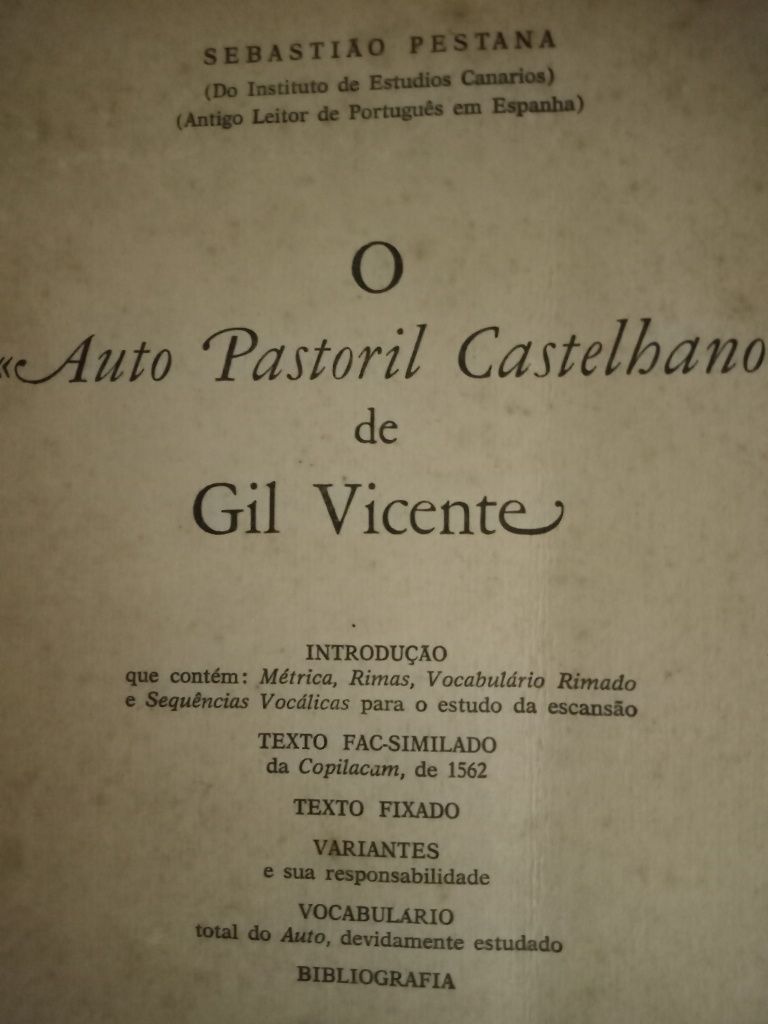 SEBASTIÃO PESTANA
(Do Instituto de Estudios Canarios)
(Antigo Leitor de Português em Espanha)
O
«Auto Pastoril Castelhano
de
Gil Vicente
INTRODUÇÃO
que contém: Métrica, Rimas, Vocabulário Rimado
e Sequências Vocálicas para o estudo da escansão
TEXTO FAC-SIMILADO
da Copilacam, de 1562
TEXTO FIXADO
VARIANTES
e sua responsabilidade
VOCABULÁRIO
total do Auto, devidamente estudado
BIBLIOGRAFIA